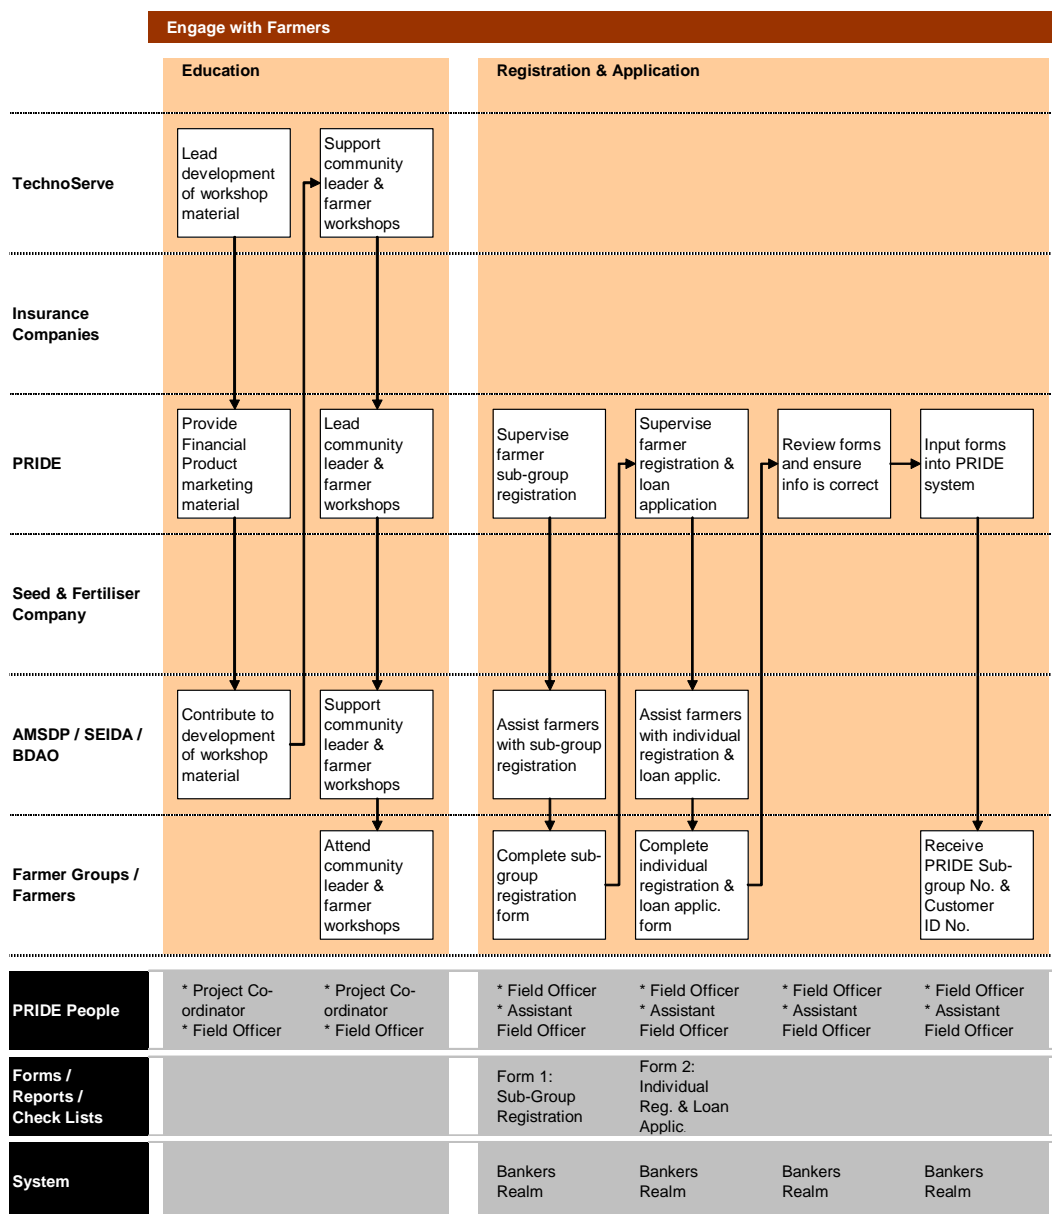 Engage with Farmers
Education
Registration & Application
TechnoServe
Lead
development
of workshop
material
Support
community
leader &
farmer
workshops
Insurance
Companies
PRIDE
Provide
Financial
Product
marketing
material
Lead
community
leader &
farmer
workshops
Supervise
farmer
sub-group
registration
Supervise
farmer
registration &
loan
application
Review forms
and ensure
info is correct
Input forms
into PRIDE
system
Seed & Fertiliser
Company
AMSDP / SEIDA /
BDAO
Contribute to
development
of workshop
material
Support
community
leader &
farmer
workshops
Assist farmers
with sub-group
registration
Assist farmers
with individual
registration &
loan applic.
Farmer Groups /
Farmers
Attend
community
leader &
farmer
workshops
Complete sub-
group
registration
form
Complete
individual
registration &
loan applic.
form
Receive
PRIDE Sub-
group No. &
Customer
ID No.
PRIDE People
* Project Co-
ordinator
* Field Officer
* Project Co-
ordinator
* Field Officer
* Field Officer
* Assistant
Field Officer
* Field Officer
* Assistant
Field Officer
* Field Officer
* Assistant
Field Officer
* Field Officer
* Assistant
Field Officer
Forms /
Reports /
Check Lists
Form 1:
Sub-Group
Registration
Form 2:
Individual
Reg. & Loan
Applic.
System
Bankers
Realm
Bankers
Realm
Bankers
Realm
Bankers
Realm